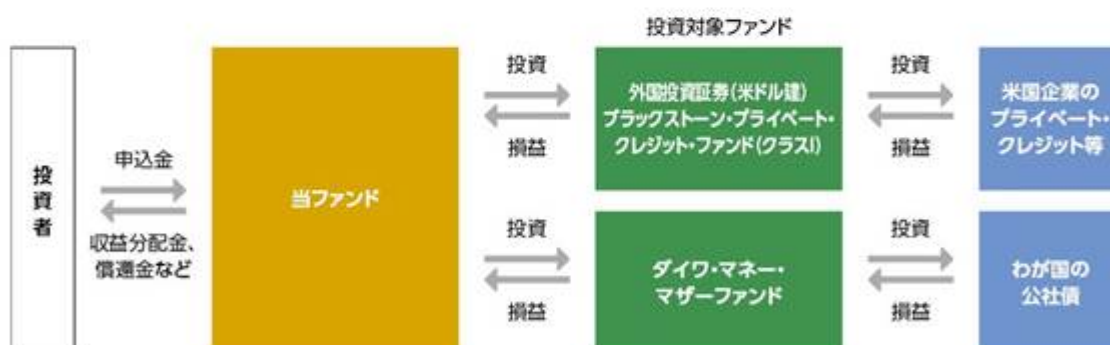 投資対象ファンド
投資者
申込金
収益分配金、
償還金など
当ファンド
投資
損益
外国投資証券(米ドル建)
ブラックストーン・プライベート・
クレジット・ファンド(クラスI)
投資
損益
米国企業の
プライベート・
クレジット等
投資
損益
ダイワ・マネー・
マザーファンド
投資
損益
わが国の
公社債